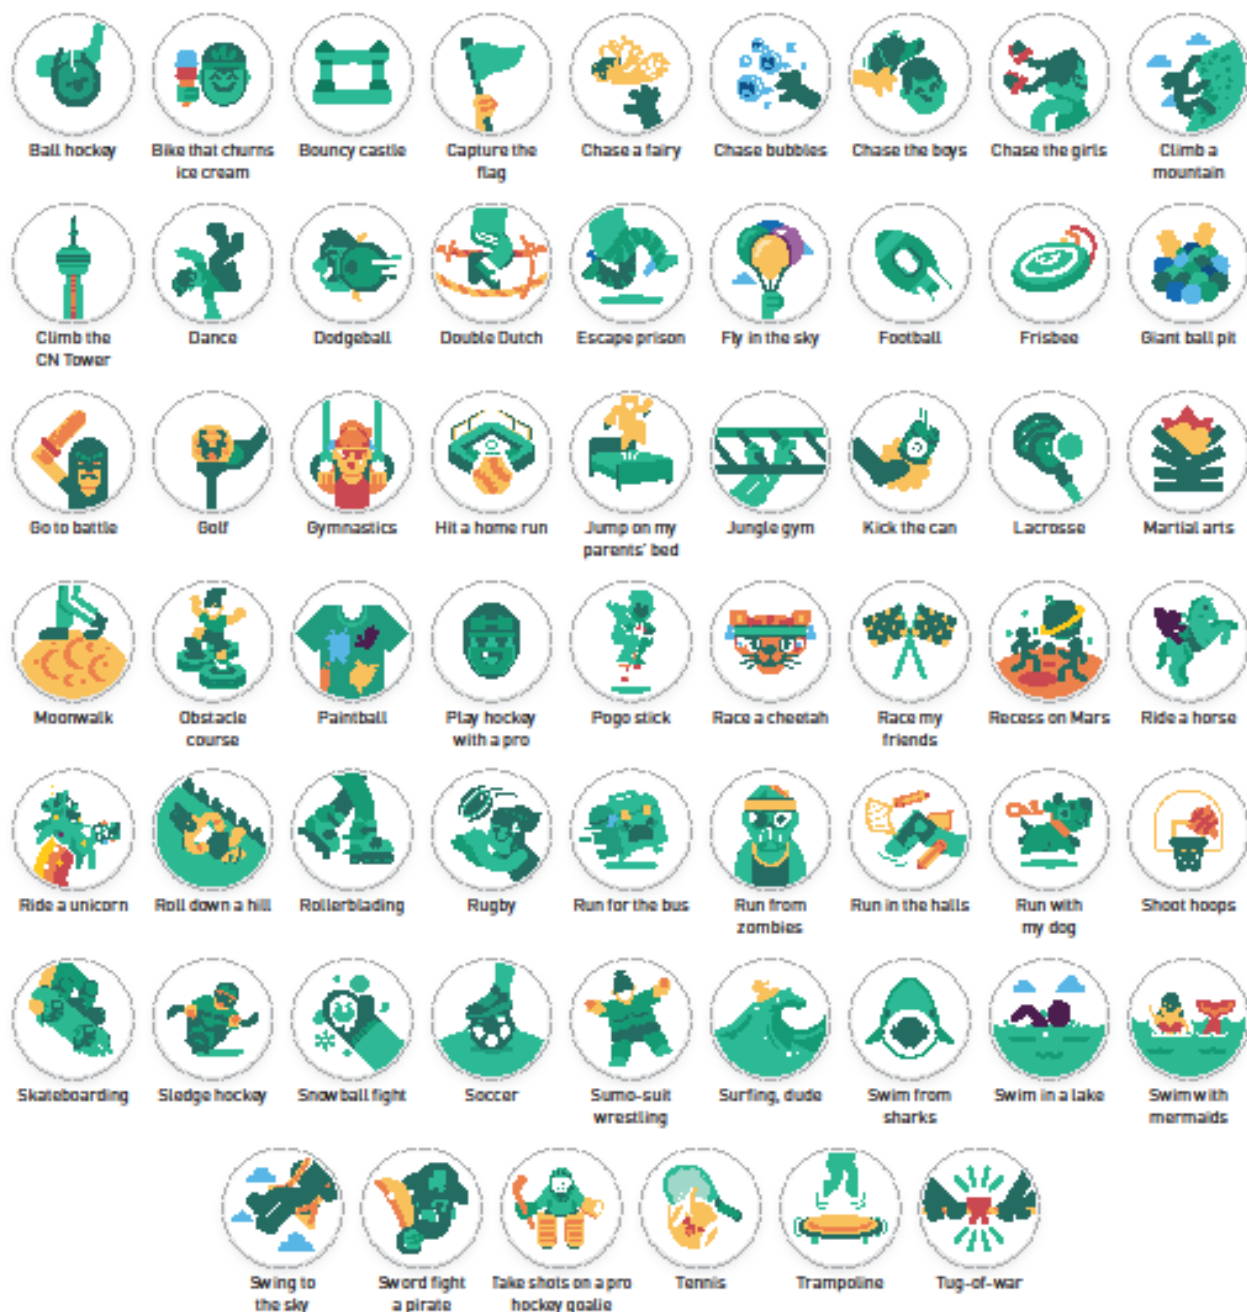 Ball hockey
Bike that churns
ice cream
Bouncy castle
Capture the
flag
Chase a fairy
Chase bubbles
Chase the boys
Chase the girls
Climb a
mountain
Climb the
CN Tower
Dance
Dodgeball
Double Dutch
Escape prison
Fly in the sky
Football
Frisbee
Giant ball pit
Go to battle
Golf
Gymnastics
Hit a home run
Jump on my
parents' bed
Jungle gym
Kick the can
Lacrosse
Martial arts
Moonwalk
Obstacle
course
Paintball
Play hockey
with a pro
Pogo stick
Race a cheetah
Race my
friends
Recess on Mars
Ride a horse
Ride a unicorn
Roll down a hill
Rollerblading
Rugby
Run for the bus
Run from
zombies
Run in the halls
Run with
my dog
Shoot hoops
Skateboarding
Sledge hockey
Snowball fight
Soccer
Sumo-suit
wrestling
Surfing, dude
Swim from
sharks
Swim in a lake
Swim with
mermaids
Swing to
the sky
Sword fight
a pirate
Take shots on a pro
hockey goalie
Tennis
Trampoline
Tug-of-war